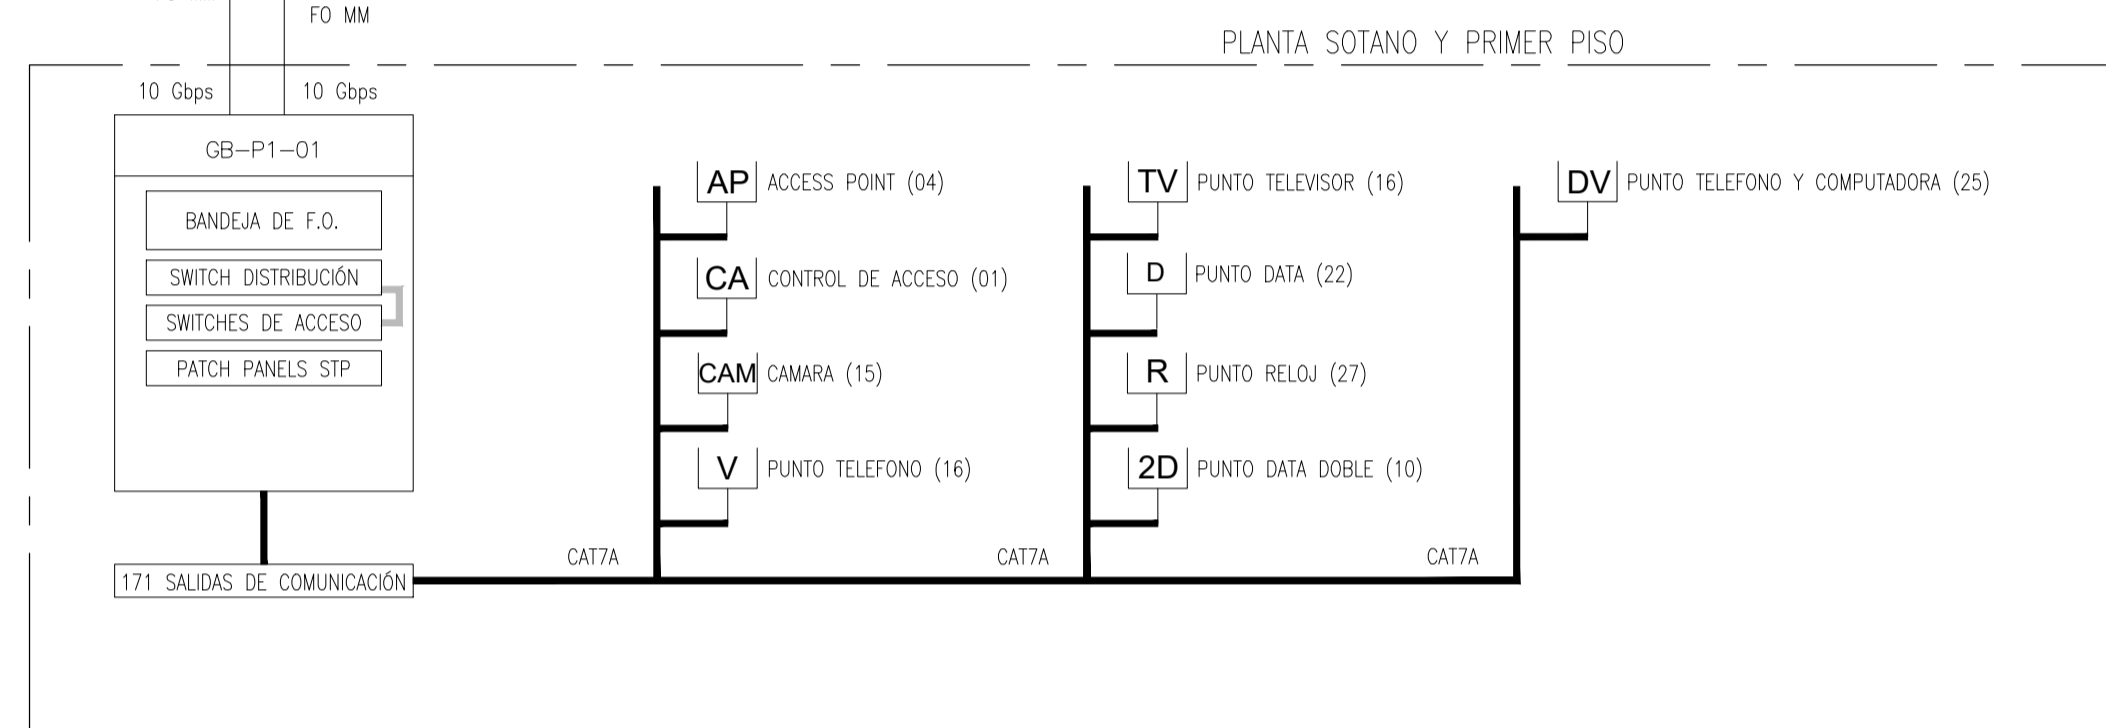 FO MM
PLANTA SOTANO Y PRIMER PISO
10 Gbps
10 Gbps
GB-P1-01
BANDEJA DE F.O.
SWITCH DISTRIBUCIÓN
SWITCHES DE ACCESO
PATCH PANELS STP
171 SALIDAS DE COMUNICACIÓN
AP ACCESS POINT (04)
CA CONTROL DE ACCESO (01)
CAM CAMARA (15)
V PUNTO TELEFONO (16)
CAT7A
TV PUNTO TELEVISOR (16)
D PUNTO DATA (22)
R PUNTO RELOJ (27)
2D PUNTO DATA DOBLE (10)
CAT7A
DV PUNTO TELEFONO Y COMPUTADORA (25)
CAT7A